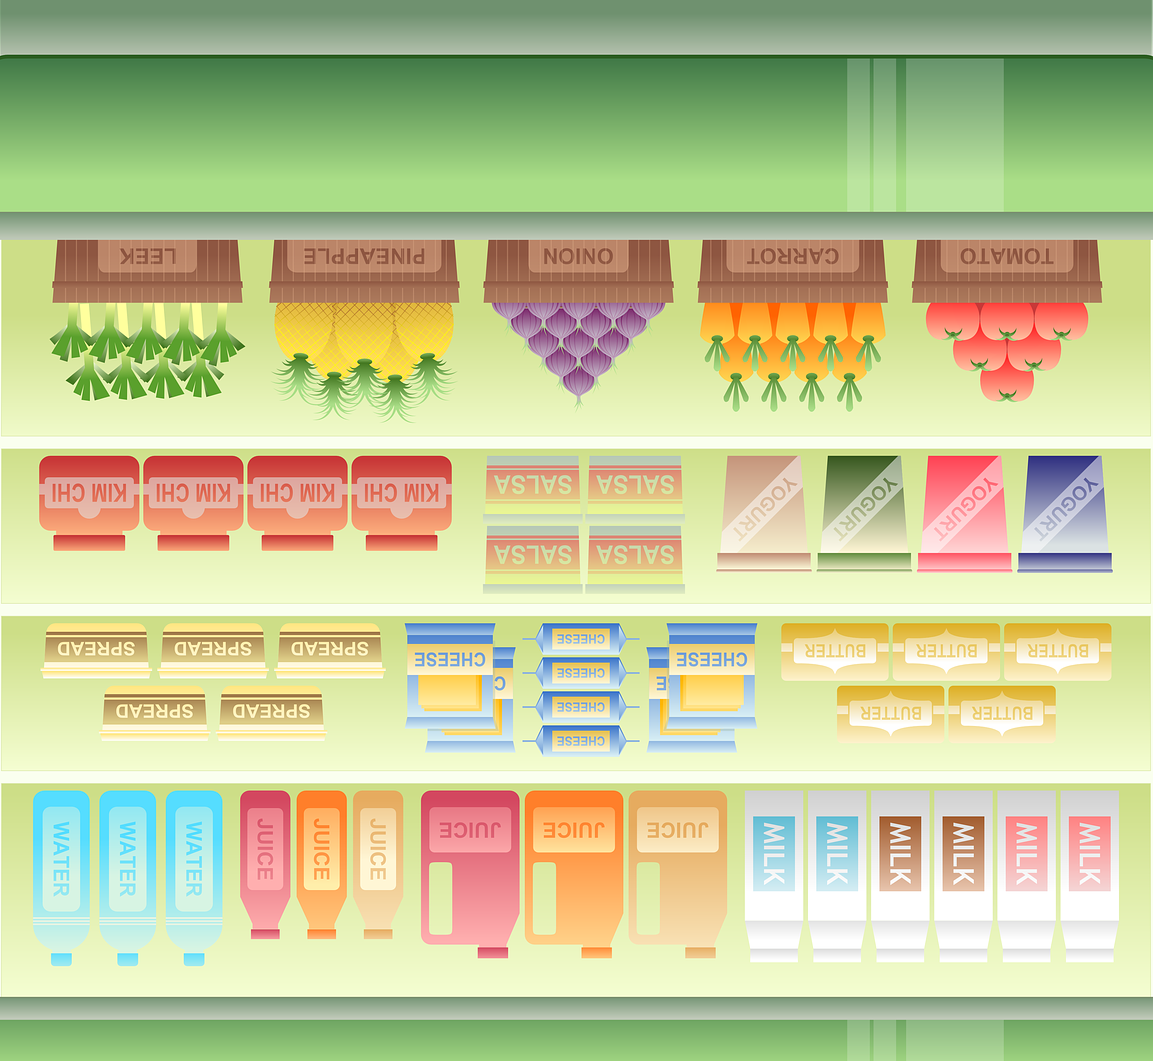 MILK
MILK
MILK
MILK
MILK
MILK
JUICE
JUICE
JUICE
JUICE
JUICE
JUICE
WATER
WATER
WATER
BUTTER
BUTTER
BUTTER
BUTTER
BUTTER
CHEESE
CHEESE
CHEESE
CHEESE
CHEESE
CHEESE
SPREAD
SPREAD
SPREAD
SPREAD
SPREAD
YOGURT
YOGURT
YOGURT
YOGURT
SALSA
SALSA
SALSA
SALSA
KIM CHI
KIM CHI
KIM CHI
KIM CHI
TOMATO
CARROT
ONION
PINEAPPLE
LEEK